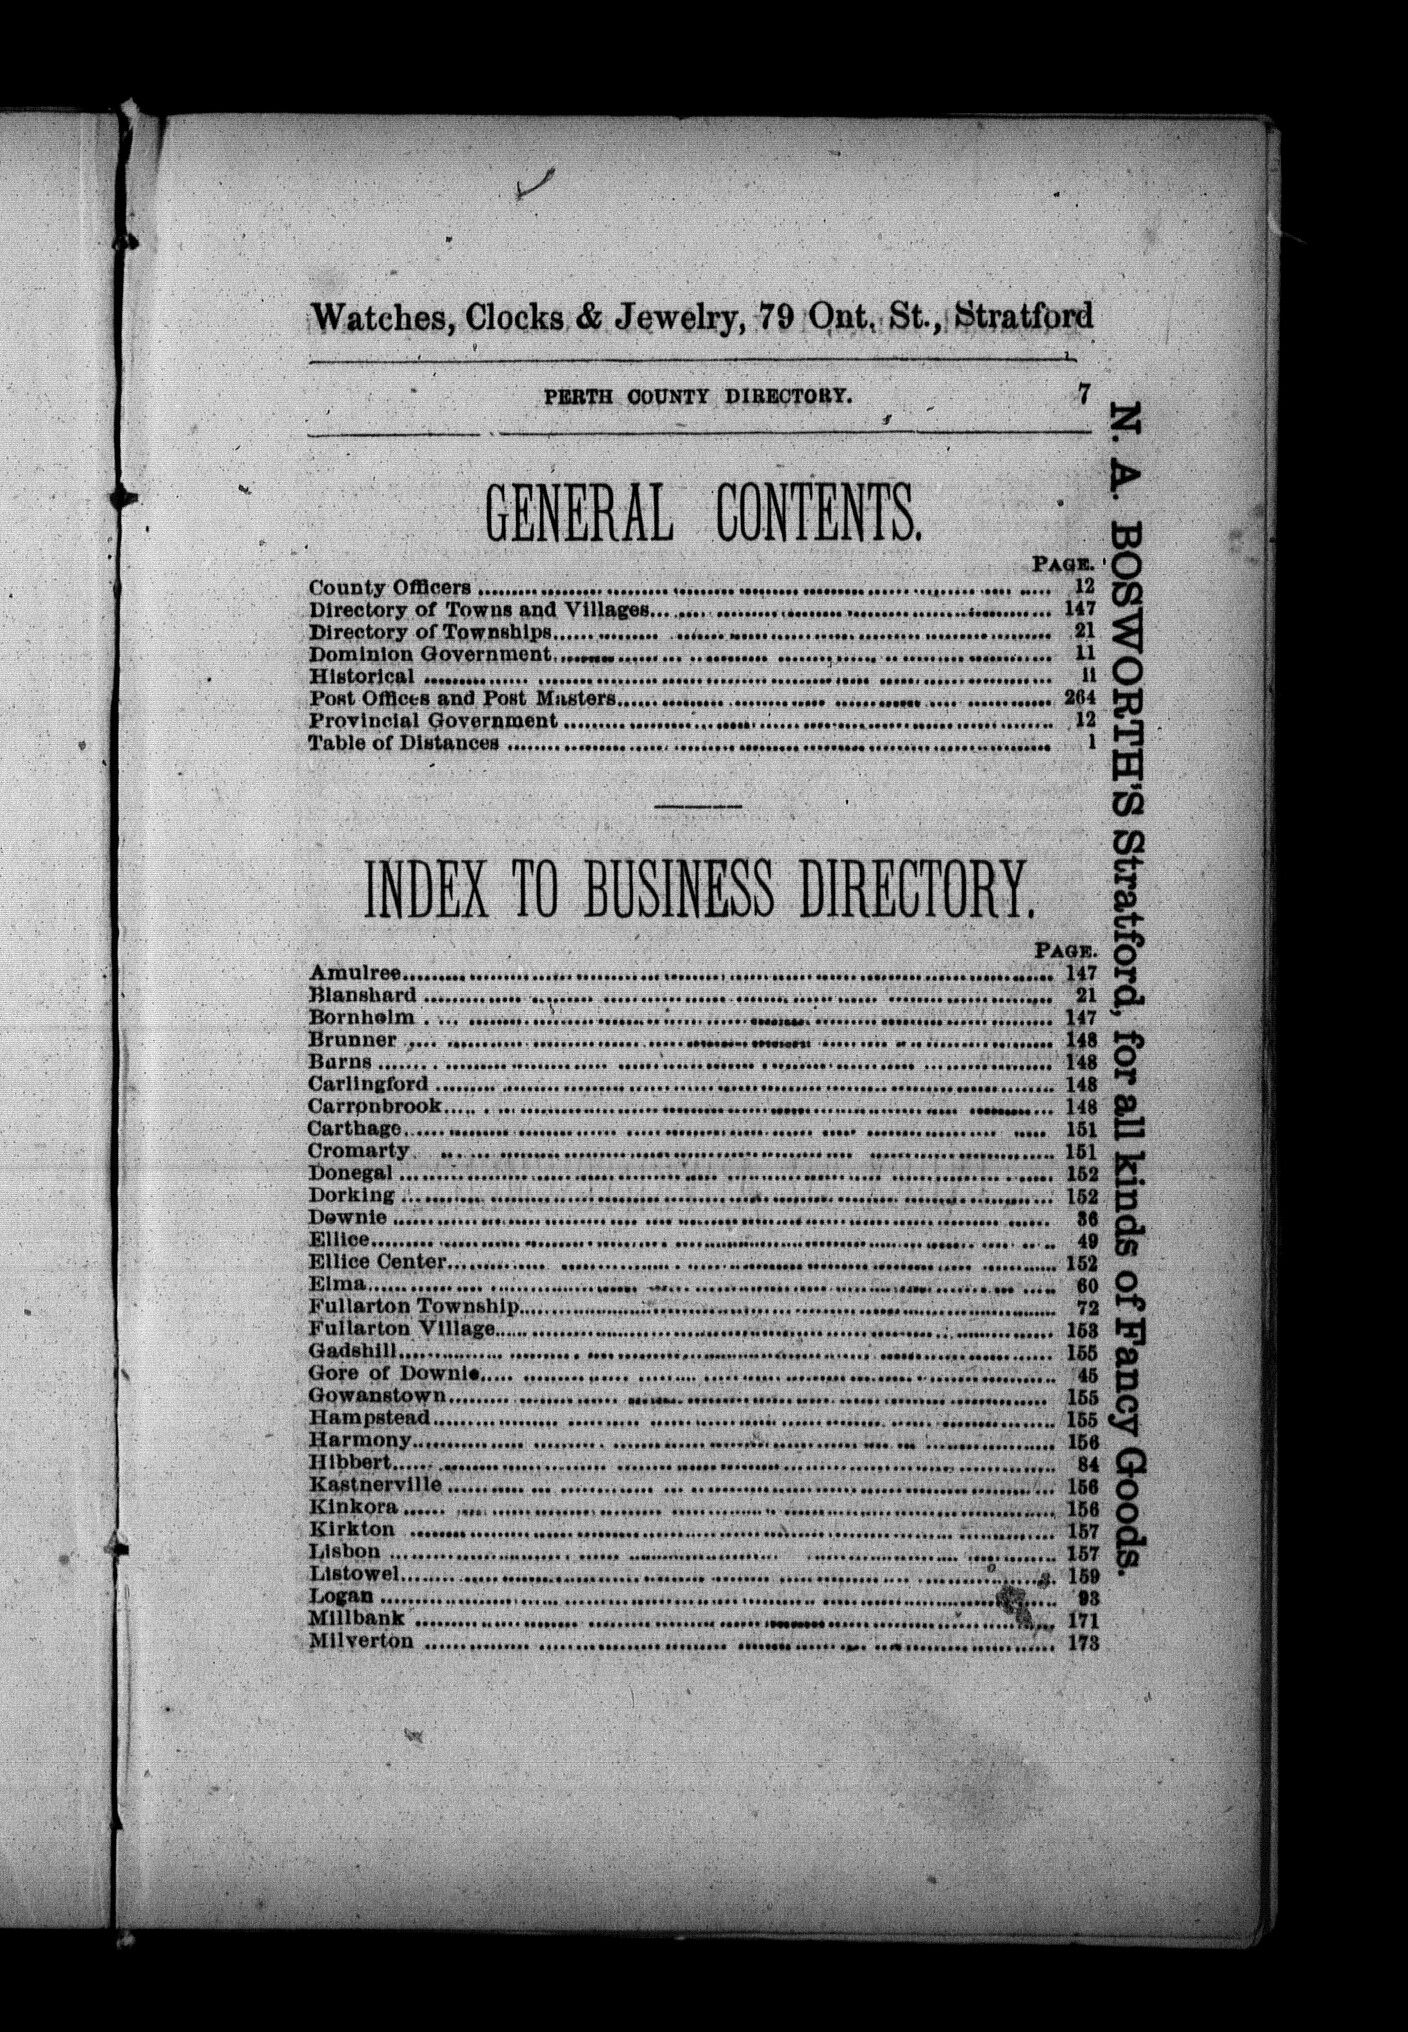 Watches, Clocks & Jewelry, 79 Ont. St., Stratford
PERTH COUNTY DIRECTORY. 7
GENERAL CONTENTS.
PAGE.
County Officers 12
Directory of Towns and Villages 147
Directory of Townships 21
Dominion Government 11
Historical 11
Post Offices and Post Masters 264
Provincial Government 12
Table of Distances 1
INDEX TO BUSINESS DIRECTORY.
PAGE.
Amulree 147
Blanshard 21
Bornholm 147
Brunner 148
Burns 148
Carlingford 148
Carronbrook 148
Carthage 151
Cromarty 151
Donegal 152
Dorking 152
Downie 36
Ellice 49
Ellice Center 152
Elma 60
Fullarton Township 72
Fullarton Village 153
Gadshill 155
Gore of Downie 45
Gowanstown 155
Hampstead 155
Harmony 156
Hibbert 84
Kastnerville 156
Kinkora 156
Kirkton 157
Lisbon 157
Listowel 159
Logan 93
Millbank 171
Milverton 173
N. A. BOSWORTH'S Stratford, for all kinds of Fancy Goods.